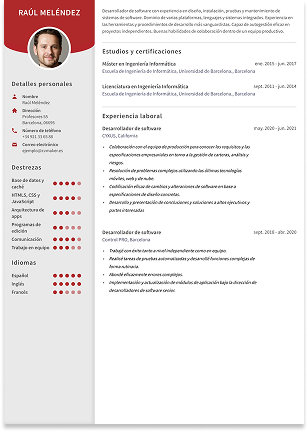 RAÚL MELÉNDEZ
Detalles personales
Nombre
Raúl Meléndez
Dirección
Profesores 85
Barcelona, 08695
Número de teléfono
+34 921 33 65 88
Correo electrónico
ejemplo@cvmaker.es
Destrezas
Base de datos y
caché
HTML5, CSS y
JavaScript
Arquitectura de
apps
Programas de
edición
Comunicación
Trabajo en equipo
Idiomas
Español
Inglés
Francés
Desarrollador de software con experiencia en diseño, instalación, pruebas y mantenimiento de
sistemas de software. Dominio de varias plataformas, lenguajes y sistemas integrados. Experiencia en
las herramientas y procedimientos de desarrollo más vanguardistas. Capaz de autogestión eficaz en
proyectos independientes. Buenas habilidades de colaboración dentro de un equipo productivo.
Estudios y certificaciones
Máster en Ingeniería Informática ene. 2015 - jun. 2017
Escuela de Ingeniería de Informática, Universidad de Barcelona, Barcelona
Licenciatura en Ingeniería Informática sept. 2011 - jun. 2014
Escuela de Ingeniería de Informática, Universidad de Barcelona, Barcelona
Experiencia laboral
Desarrollador de software may. 2020 - jun. 2021
CYXUS, California
Colaboración con el equipo de producción para conocer los requisitos y las
especificaciones empresariales en torno a la gestión de carteras, análisis y
riesgos.
Resolución de problemas complejos utilizando las últimas tecnologías
móviles, web y de nube
Codificación eficaz de cambios y alteraciones de software en base a
especificaciones de diseño concretas.
Desarrollo y presentación de conclusiones y soluciones a altos ejecutivos y
partes interesadas
Desarrollador de software sept. 2018 - abr. 2020
Control PRO, Barcelona
Trabajé con éxito tanto a nivel independiente como en equipo.
Realicé tareas de pruebas automatizadas y desarrollé funciones complejas de
forma rutinaria.
Abordé eficazmente errores complejos.
Implementación y actualización de módulos de aplicación bajo la dirección de
desarrolladores de software senior.